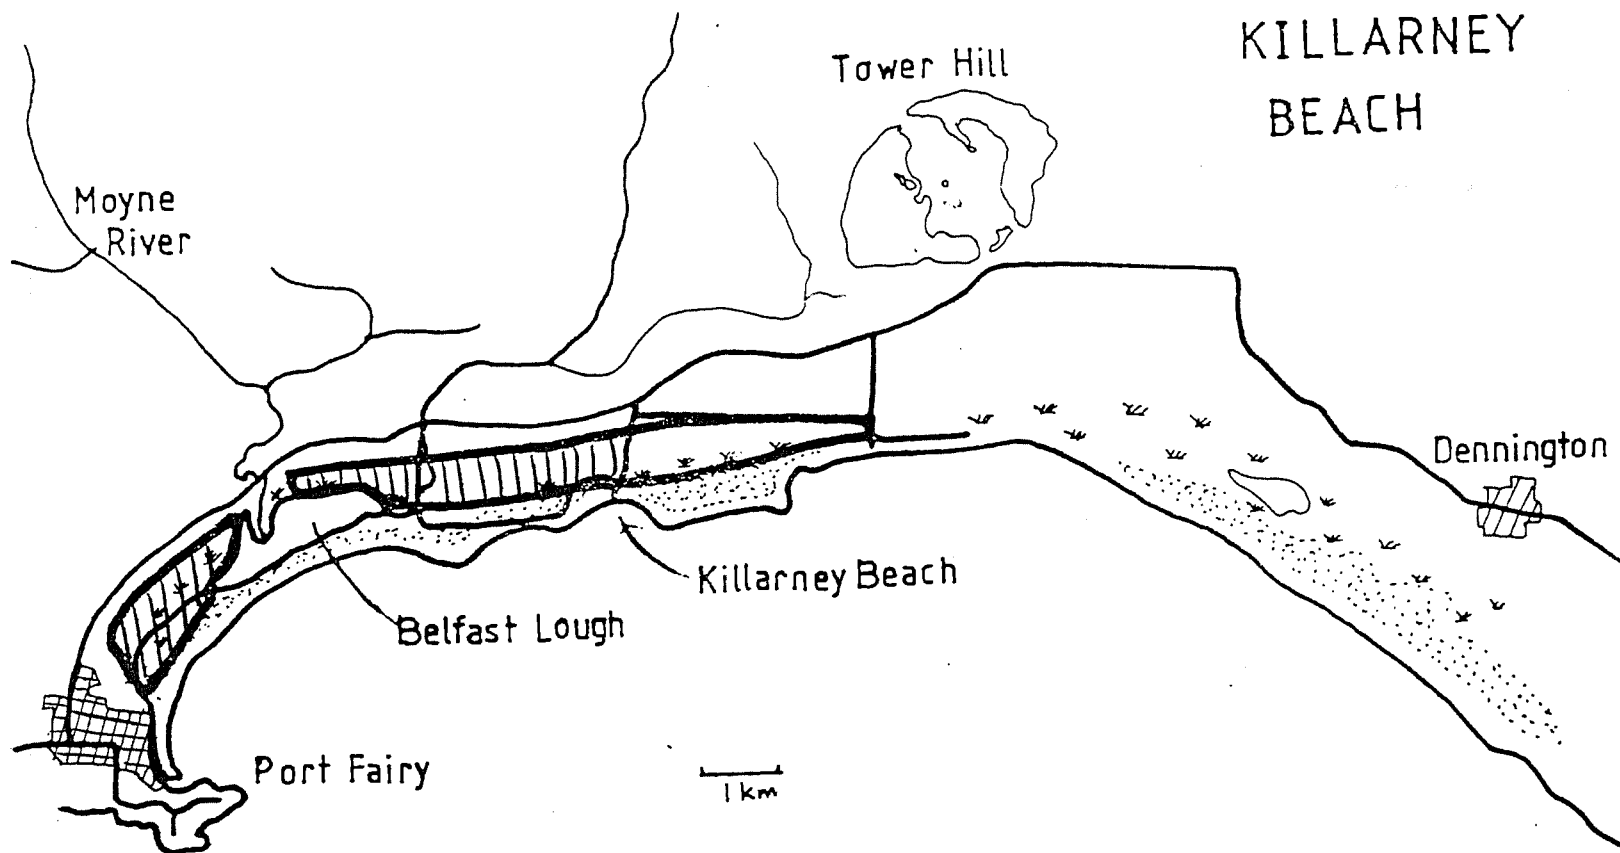 KILLARNEY
BEACH
Tower Hill
Moyne
River
Dennington
Killarney Beach
Belfast Lough
Port Fairy
1 km